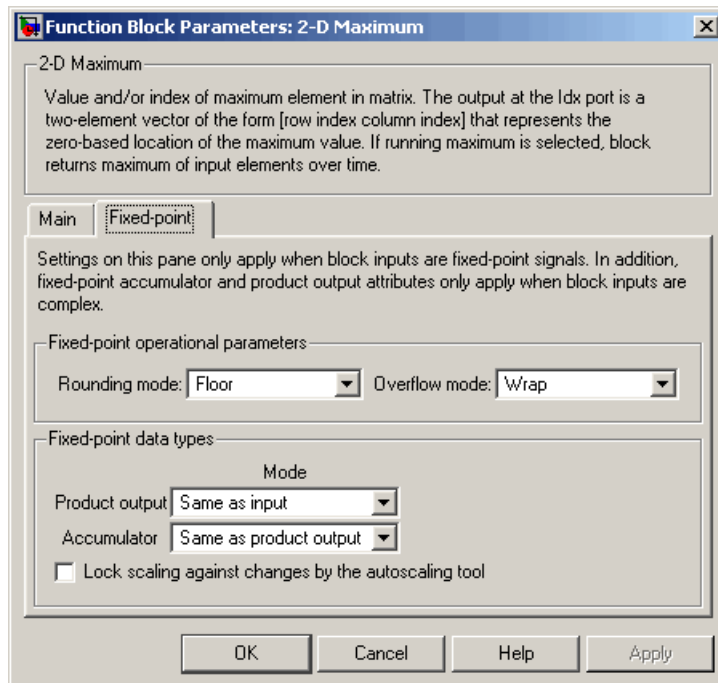 Function Block Parameters: 2-D Maximum
2-D Maximum
Value and/or index of maximum element in matrix. The output at the Idx port is a
two-element vector of the form [row index column index] that represents the
zero-based location of the maximum value. If running maximum is selected, block
returns maximum of input elements over time.
Main Fixed-point
Settings on this pane only apply when block inputs are fixed-point signals. In addition,
fixed-point accumulator and product output attributes only apply when block inputs are
complex.
Fixed-point operational parameters
Rounding mode: Floor Overflow mode: Wrap
Fixed-point data types
Mode
Product output Same as input
Accumulator Same as product output
Lock scaling against changes by the autoscaling tool
OK Cancel Help Apply